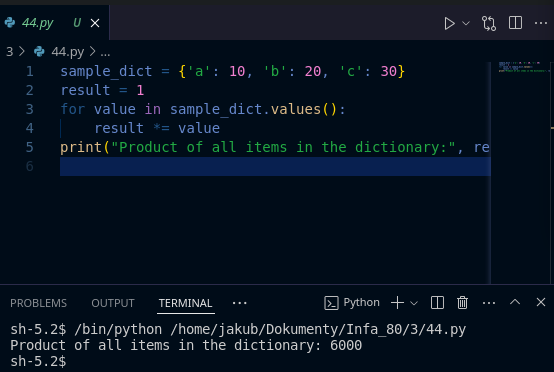 44.py U
3 > 44.py > ...
1 sample_dict = {'a': 10, 'b': 20, 'c': 30}
2 result = 1
3 for value in sample_dict.values():
4 result *= value
5 print("Product of all items in the dictionary:", re
6
PROBLEMS OUTPUT TERMINAL ... Python
sh-5.2$ /bin/python /home/jakub/Dokumenty/Infa_80/3/44.py
Product of all items in the dictionary: 6000
sh-5.2$